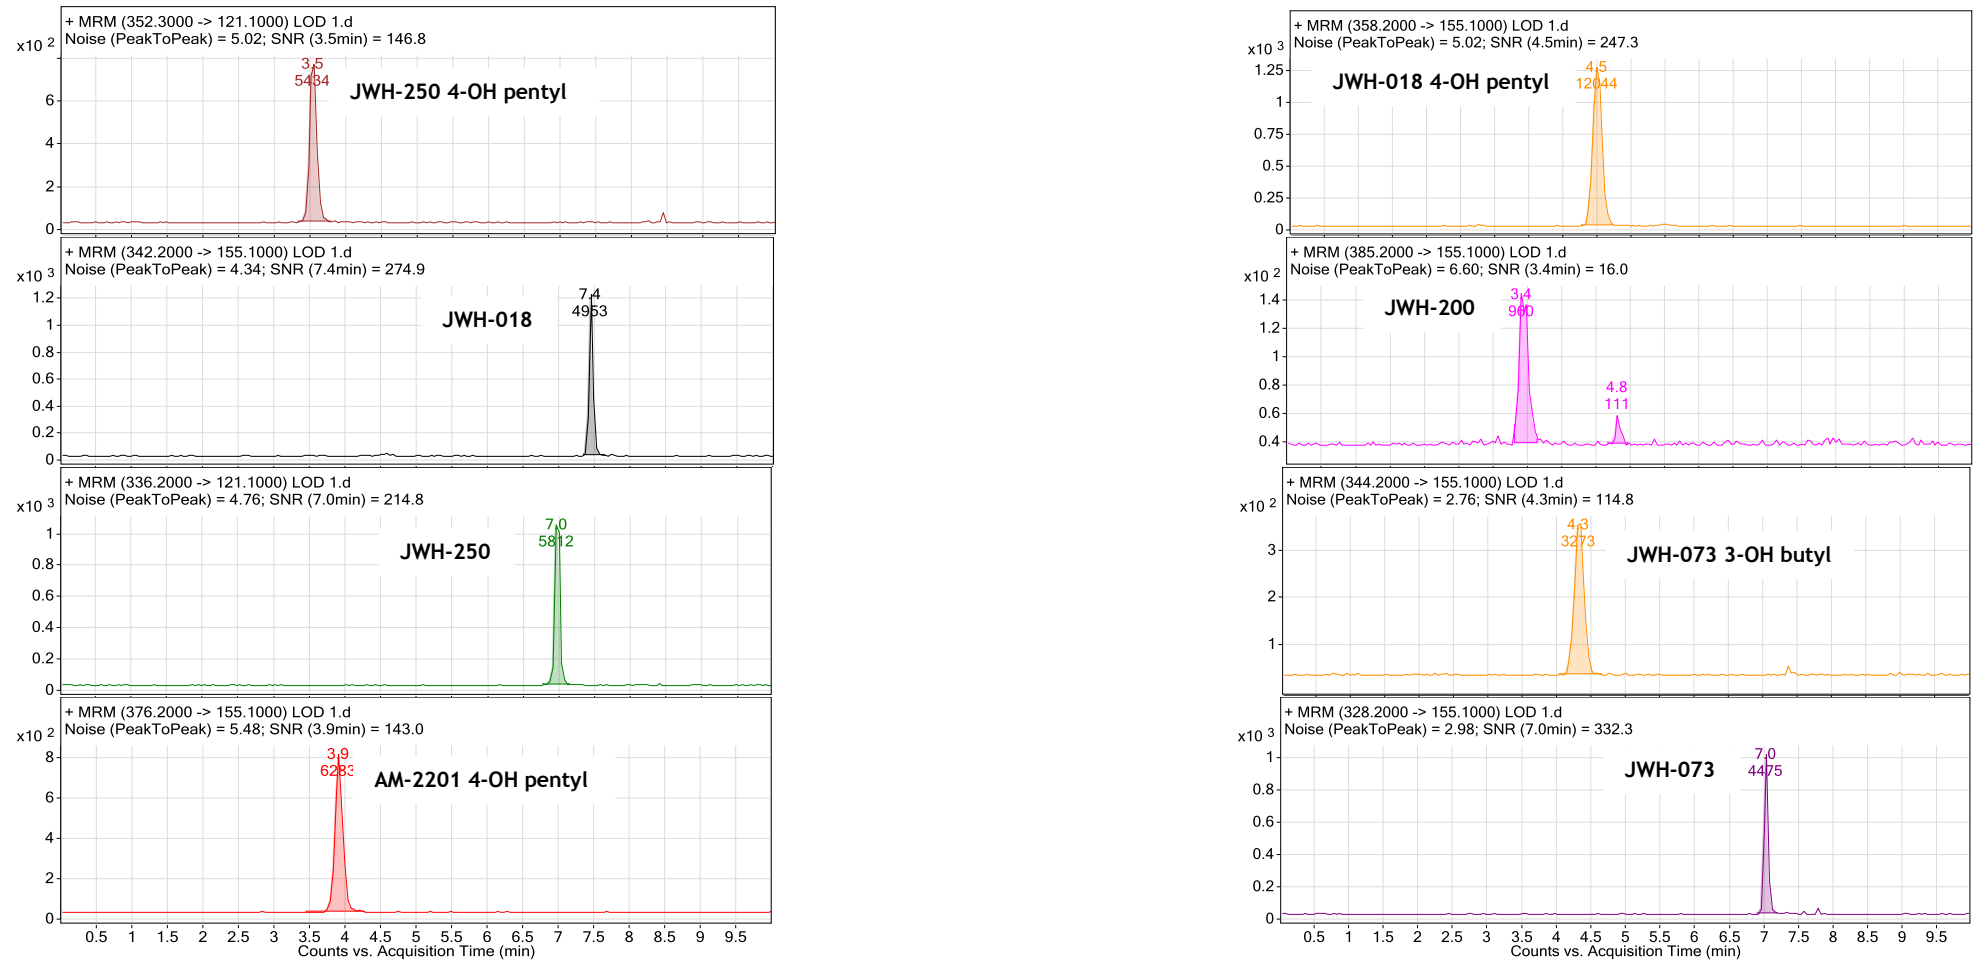 + MRM (352.3000 -> 121.1000) LOD 1.d
Noise (PeakToPeak) = 5.02; SNR (3.5min) = 146.8
x10 2
3.5
5434
JWH-250 4-OH pentyl
6
4
2
0
+ MRM (342.2000 -> 155.1000) LOD 1.d
Noise (PeakToPeak) = 4.34; SNR (7.4min) = 274.9
x10 3
7.4
4953
JWH-018
1.2
1
0.8
0.6
0.4
0.2
0
+ MRM (336.2000 -> 121.1000) LOD 1.d
Noise (PeakToPeak) = 4.76; SNR (7.0min) = 214.8
x10 3
7.0
5812
JWH-250
1
0.8
0.6
0.4
0.2
0
+ MRM (376.2000 -> 155.1000) LOD 1.d
Noise (PeakToPeak) = 5.48; SNR (3.9min) = 143.0
x10 2
3.9
6283
AM-2201 4-OH pentyl
8
6
4
2
0
0.5 1 1.5 2 2.5 3 3.5 4 4.5 5 5.5 6 6.5 7 7.5 8 8.5 9 9.5
Counts vs. Acquisition Time (min)
+ MRM (358.2000 -> 155.1000) LOD 1.d
Noise (PeakToPeak) = 5.02; SNR (4.5min) = 247.3
x10 3
4.5
12044
JWH-018 4-OH pentyl
1.25
1
0.75
0.5
0.25
0
+ MRM (385.2000 -> 155.1000) LOD 1.d
Noise (PeakToPeak) = 6.60; SNR (3.4min) = 16.0
x10 2
3.4
960
JWH-200
4.8
111
1.4
1.2
1
0.8
0.6
0.4
+ MRM (344.2000 -> 155.1000) LOD 1.d
Noise (PeakToPeak) = 2.76; SNR (4.3min) = 114.8
x10 2
4.3
3273
JWH-073 3-OH butyl
3
2
1
+ MRM (328.2000 -> 155.1000) LOD 1.d
Noise (PeakToPeak) = 2.98; SNR (7.0min) = 332.3
x10 3
7.0
4475
JWH-073
1
0.8
0.6
0.4
0.2
0
0.5 1 1.5 2 2.5 3 3.5 4 4.5 5 5.5 6 6.5 7 7.5 8 8.5 9 9.5
Counts vs. Acquisition Time (min)